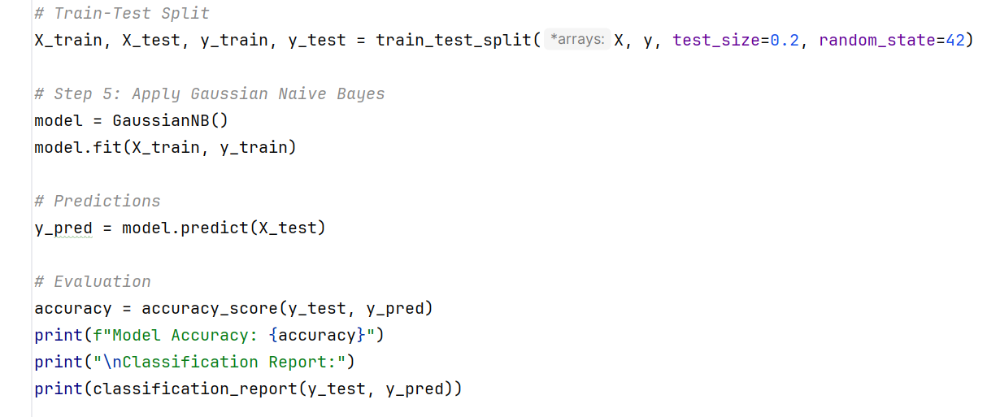 # Train-Test Split
X_train, X_test, y_train, y_test = train_test_split( *arrays: X, y, test_size=0.2, random_state=42)
# Step 5: Apply Gaussian Naive Bayes
model = GaussianNB()
model.fit(X_train, y_train)
# Predictions
y_pred = model.predict(X_test)
# Evaluation
accuracy = accuracy_score(y_test, y_pred)
print(f"Model Accuracy: {accuracy}")
print("\nClassification Report:")
print(classification_report(y_test, y_pred))